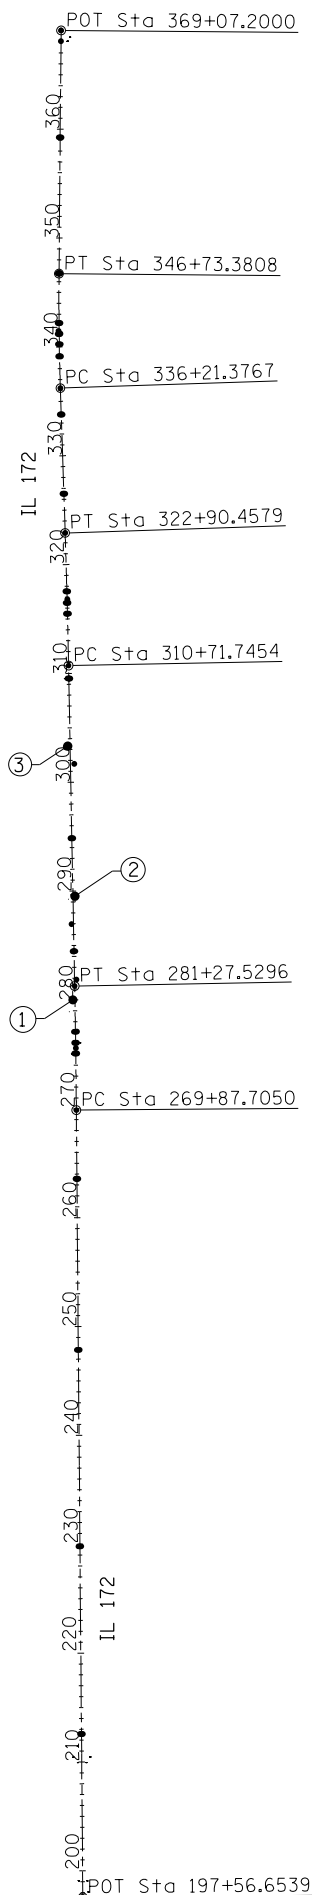 POT Sta 369+07.2000
360
350
PT Sta 346+73.3808
340
PC Sta 336+21.3767
330
IL 172
PT Sta 322+90.4579
320
PC Sta 310+71.7454
310
3
300
290
2
280
PT Sta 281+27.5296
1
270
PC Sta 269+87.7050
260
250
240
230
IL 172
220
210
200
POT Sta 197+56.6539